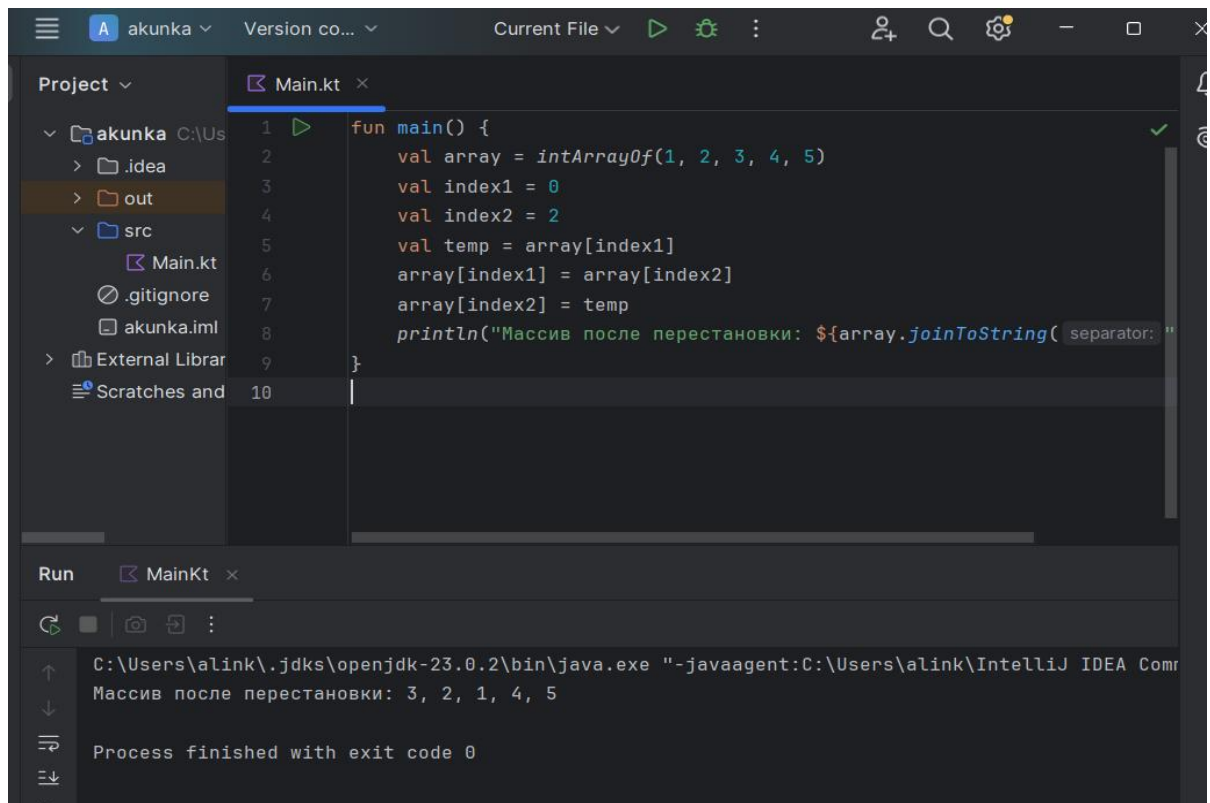 A akunka Version co... Current File
Project
Main.kt
akunka C:\Us
.idea
out
src
Main.kt
.gitignore
akunka.iml
External Librar
Scratches and
1 fun main() {
2 val array = intArrayOf(1, 2, 3, 4, 5)
3 val index1 = 0
4 val index2 = 2
5 val temp = array[index1]
6 array[index1] = array[index2]
7 array[index2] = temp
8 println("Массив после перестановки: ${array.joinToString( separator: "
9 }
10
Run MainKt
C:\Users\alink\.jdks\openjdk-23.0.2\bin\java.exe "-javaagent:C:\Users\alink\IntelliJ IDEA Com
Массив после перестановки: 3, 2, 1, 4, 5
Process finished with exit code 0